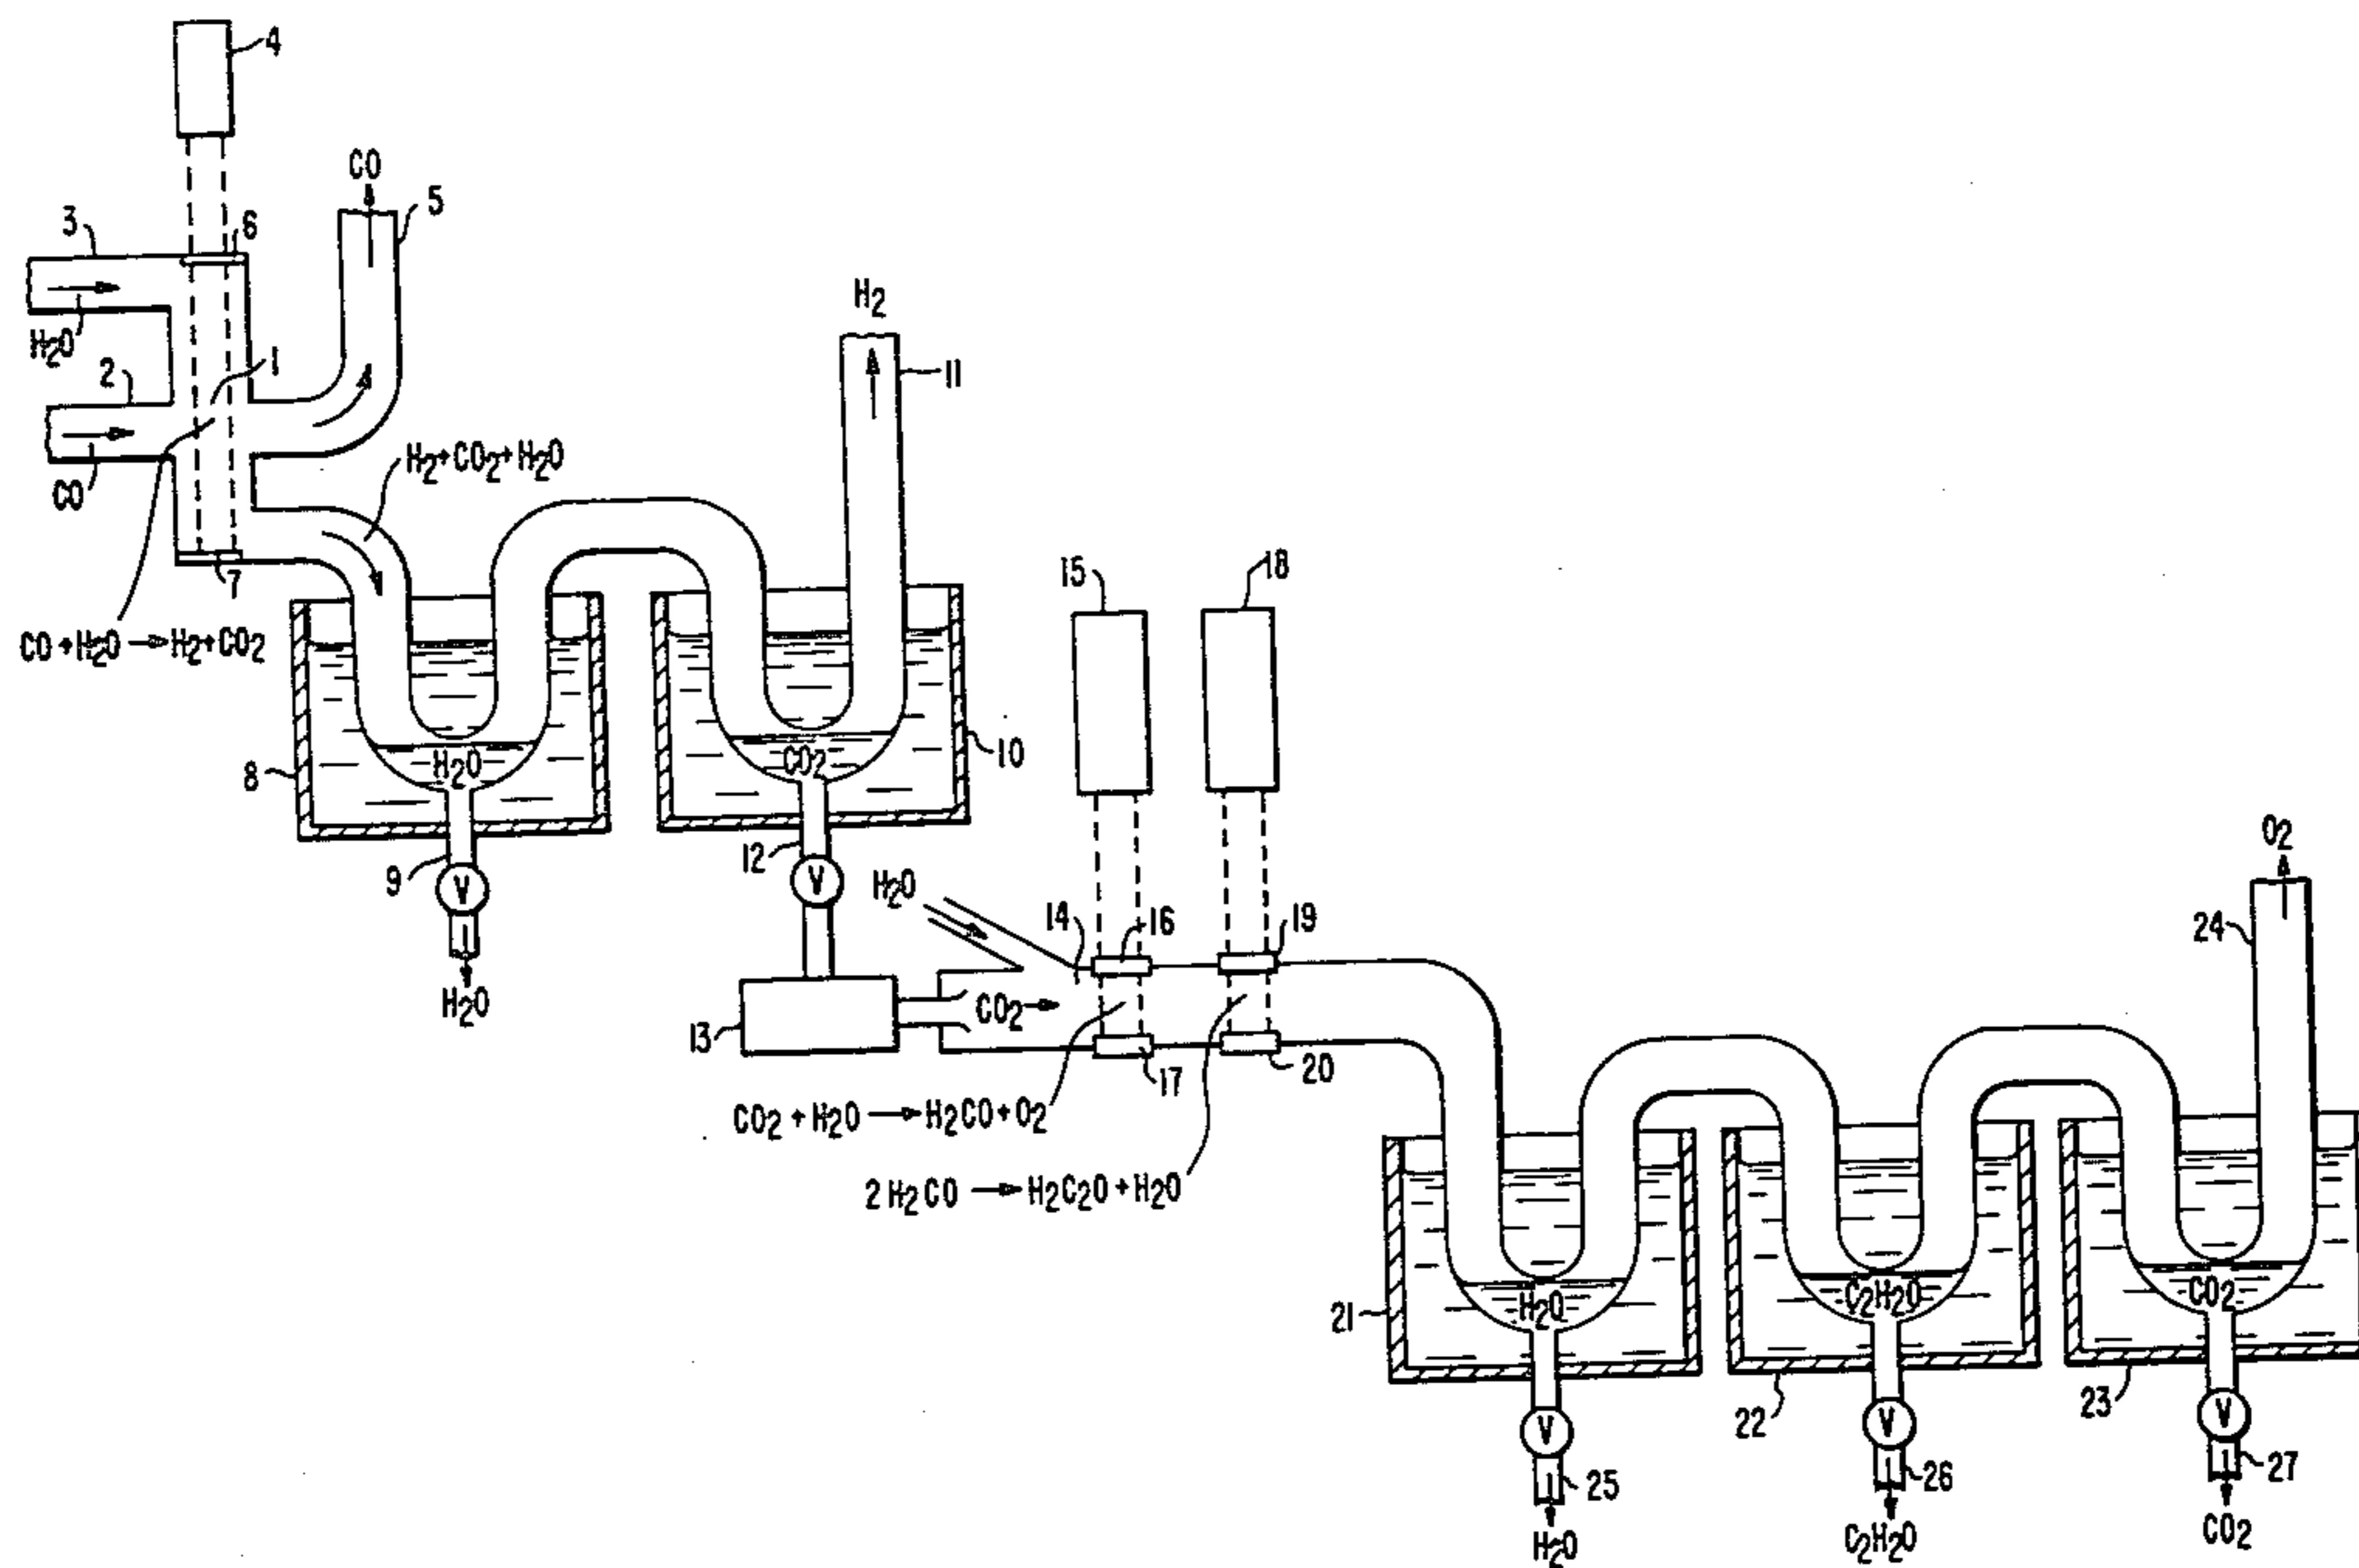 4
CO
5
3
6
H2O
1
2
CO
H2+CO2+H2O
7
CO+H2O→H2+CO2
H2
11
8
H2O
9
V
H2O
CO2
10
12
V
13
15
18
H2O
14
16
19
CO2→
17
20
CO2+H2O→H2CO+O2
2H2CO→H2C2O+H2O
O2
24
21
H2O
V
25
H2O
C2H2O
22
V
26
C2H2O
CO2
23
V
27
CO2